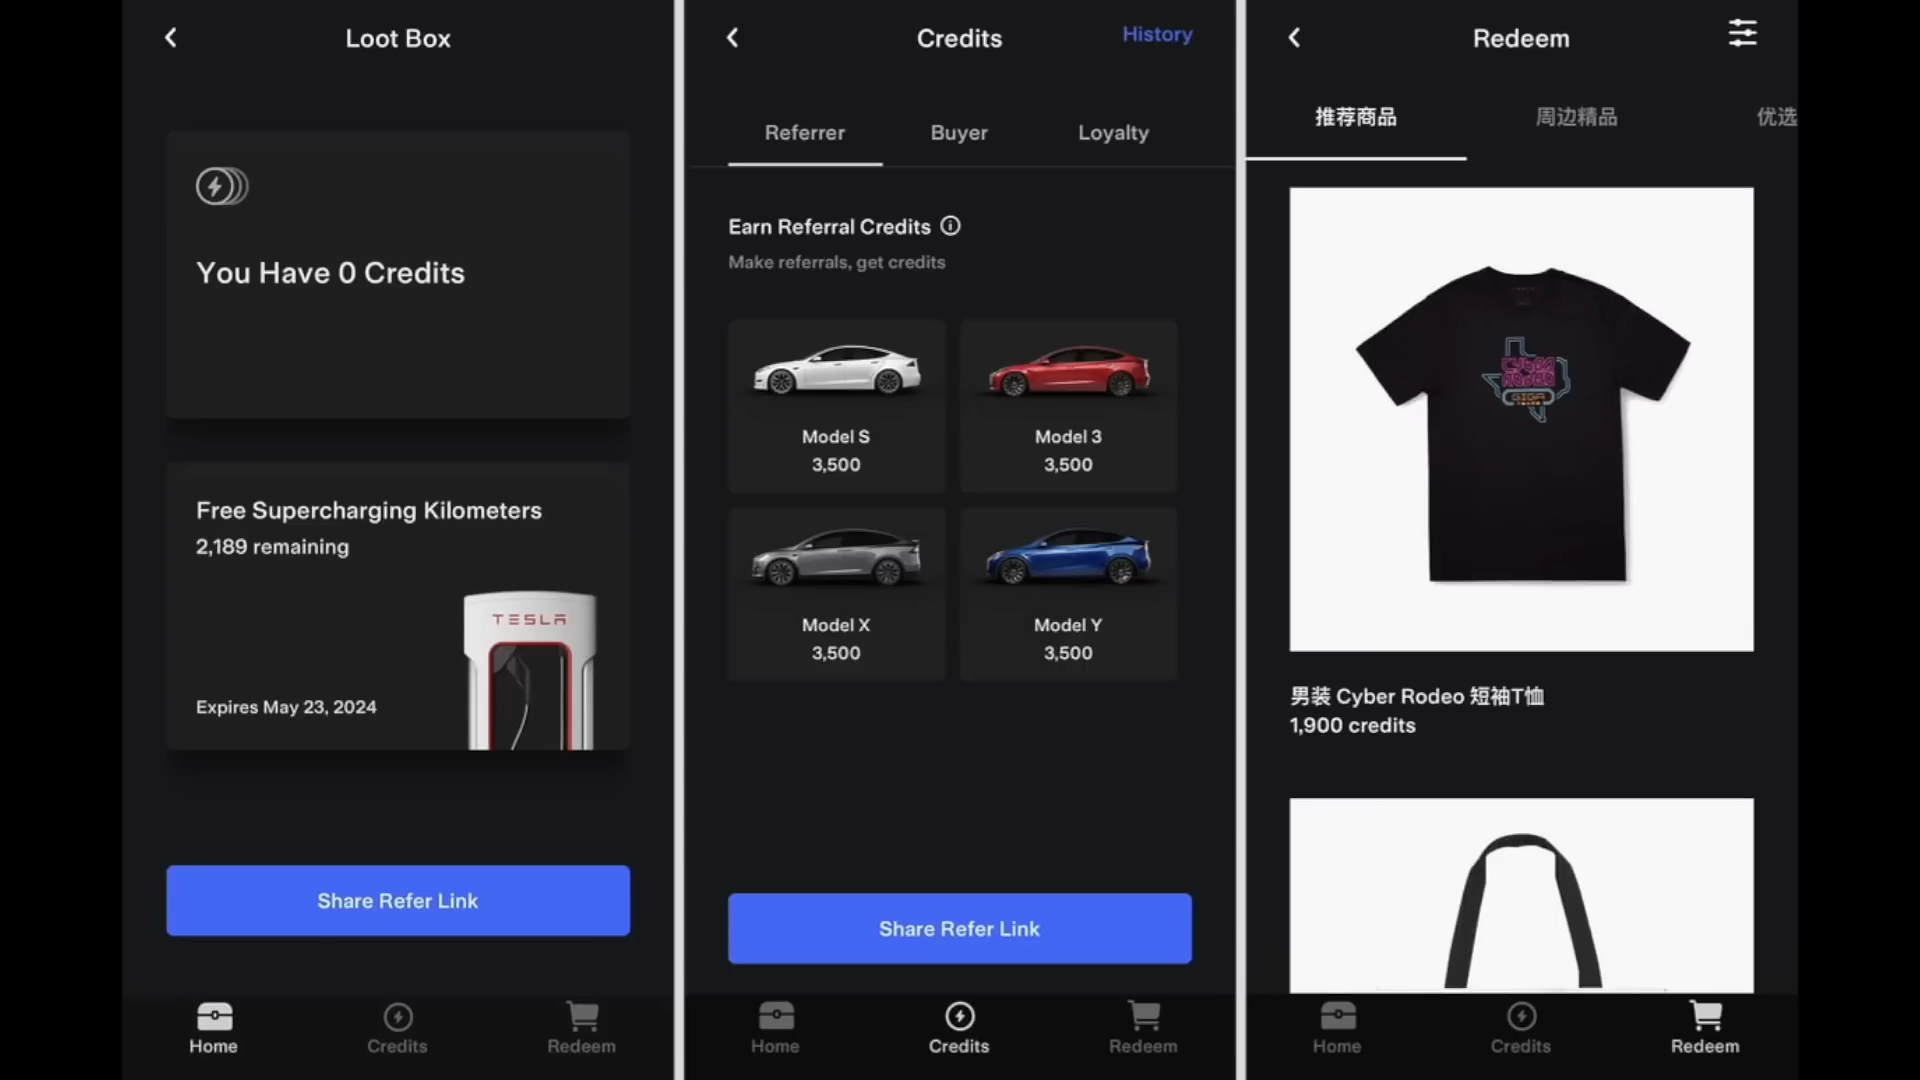 Loot Box
You Have 0 Credits
Free Supercharging Kilometers
2,189 remaining
TESLA
Expires May 23, 2024
Share Refer Link
Home
Credits
Redeem
Credits
History
Referrer
Buyer
Loyalty
Earn Referral Credits
Make referrals, get credits
Model S
3,500
Model 3
3,500
Model X
3,500
Model Y
3,500
Share Refer Link
Home
Credits
Redeem
Redeem
推荐商品
周边精品
优选
CYBER
RODEO
GIGA
男装 Cyber Rodeo 短袖T恤
1,900 credits
Home
Credits
Redeem